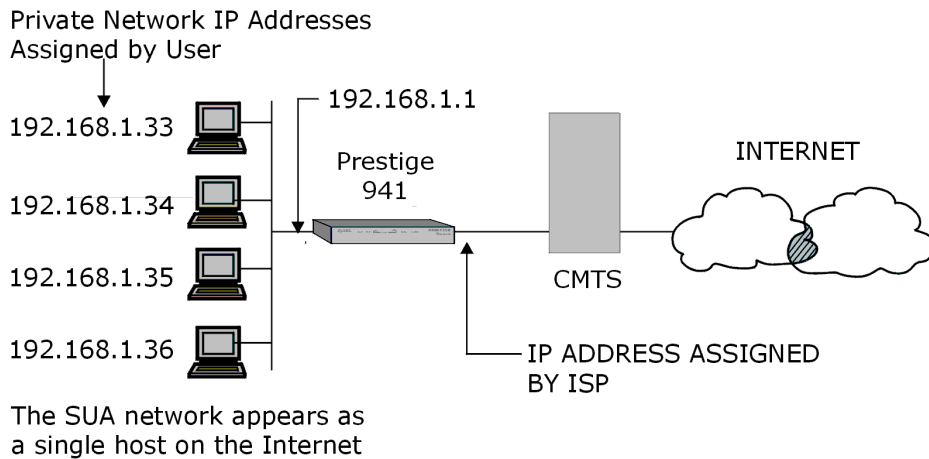 Private Network IP Addresses
Assigned by User
192.168.1.33
192.168.1.34
192.168.1.35
192.168.1.36
192.168.1.1
Prestige
941
CMTS
INTERNET
IP ADDRESS ASSIGNED
BY ISP
The SUA network appears as
a single host on the Internet